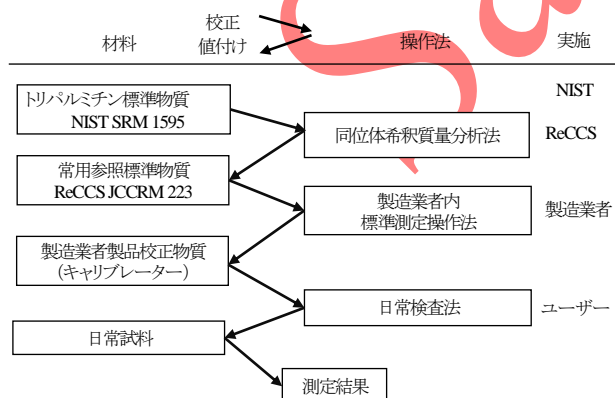 校正
材料
値付け
操作法
実施
NIST
トリパルミチン標準物質
NIST SRM 1595
同位体希釈質量分析法
ReCCS
常用参照標準物質
ReCCS JCCRM 223
製造業者内
標準測定操作法
製造業者
製造業者製品校正物質
(キャリブレーター)
日常検査法
ユーザー
日常試料
測定結果